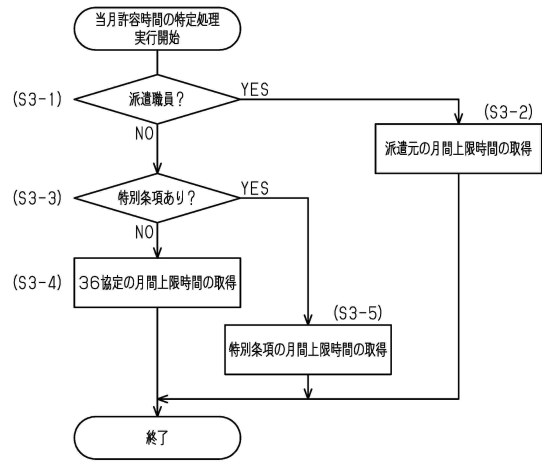 当月許容時間の特定処理
実行開始
(S3-1)
派遣職員？
YES
(S3-2)
NO
派遣元の月間上限時間の取得
(S3-3)
特別条項あり？
YES
NO
(S3-4)
３６協定の月間上限時間の取得
(S3-5)
特別条項の月間上限時間の取得
終了